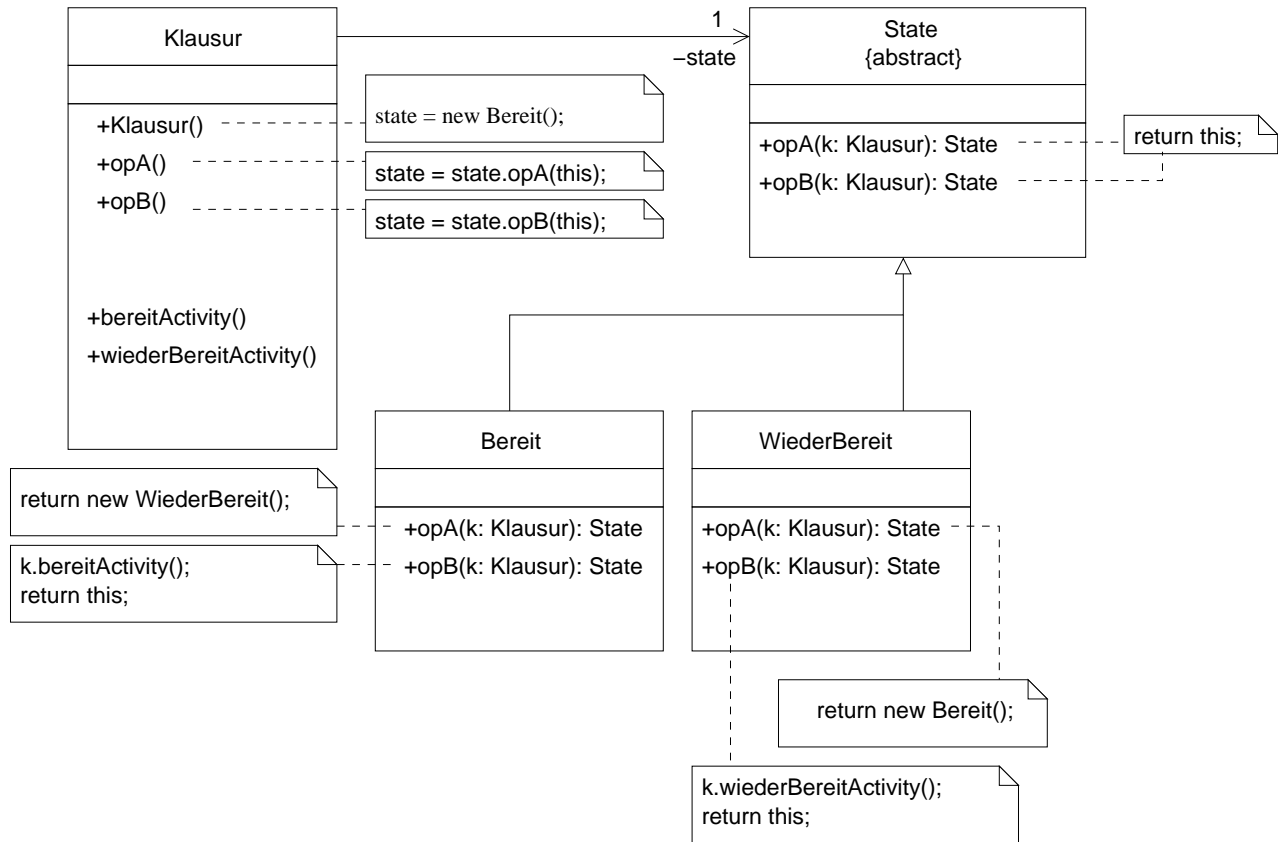 Klausur
1
–state
State
{abstract}
+Klausur()
state = new Bereit();
+opA()
state = state.opA(this);
+opB()
state = state.opB(this);
+bereitActivity()
+wiederBereitActivity()
+opA(k: Klausur): State
+opB(k: Klausur): State
return this;
Bereit
WiederBereit
return new WiederBereit();
+opA(k: Klausur): State
+opB(k: Klausur): State
k.bereitActivity();
return this;
+opA(k: Klausur): State
+opB(k: Klausur): State
return new Bereit();
k.wiederBereitActivity();
return this;